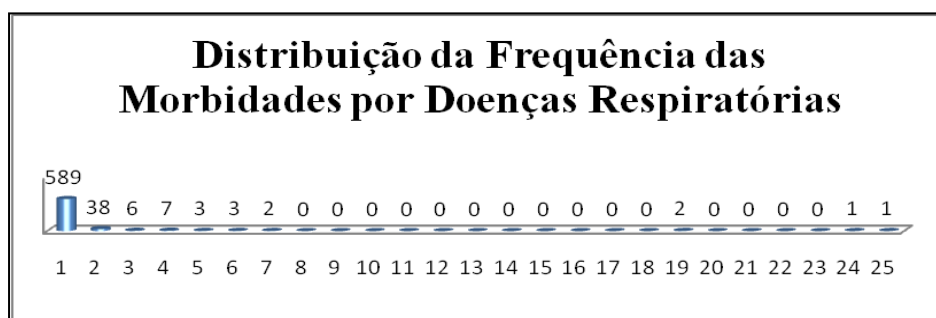 Distribuição da Frequência das
Morbidades por Doenças Respiratórias
589 38 6 7 3 3 2 0 0 0 0 0 0 0 0 0 0 0 2 0 0 0 0 1 1
1 2 3 4 5 6 7 8 9 10 11 12 13 14 15 16 17 18 19 20 21 22 23 24 25